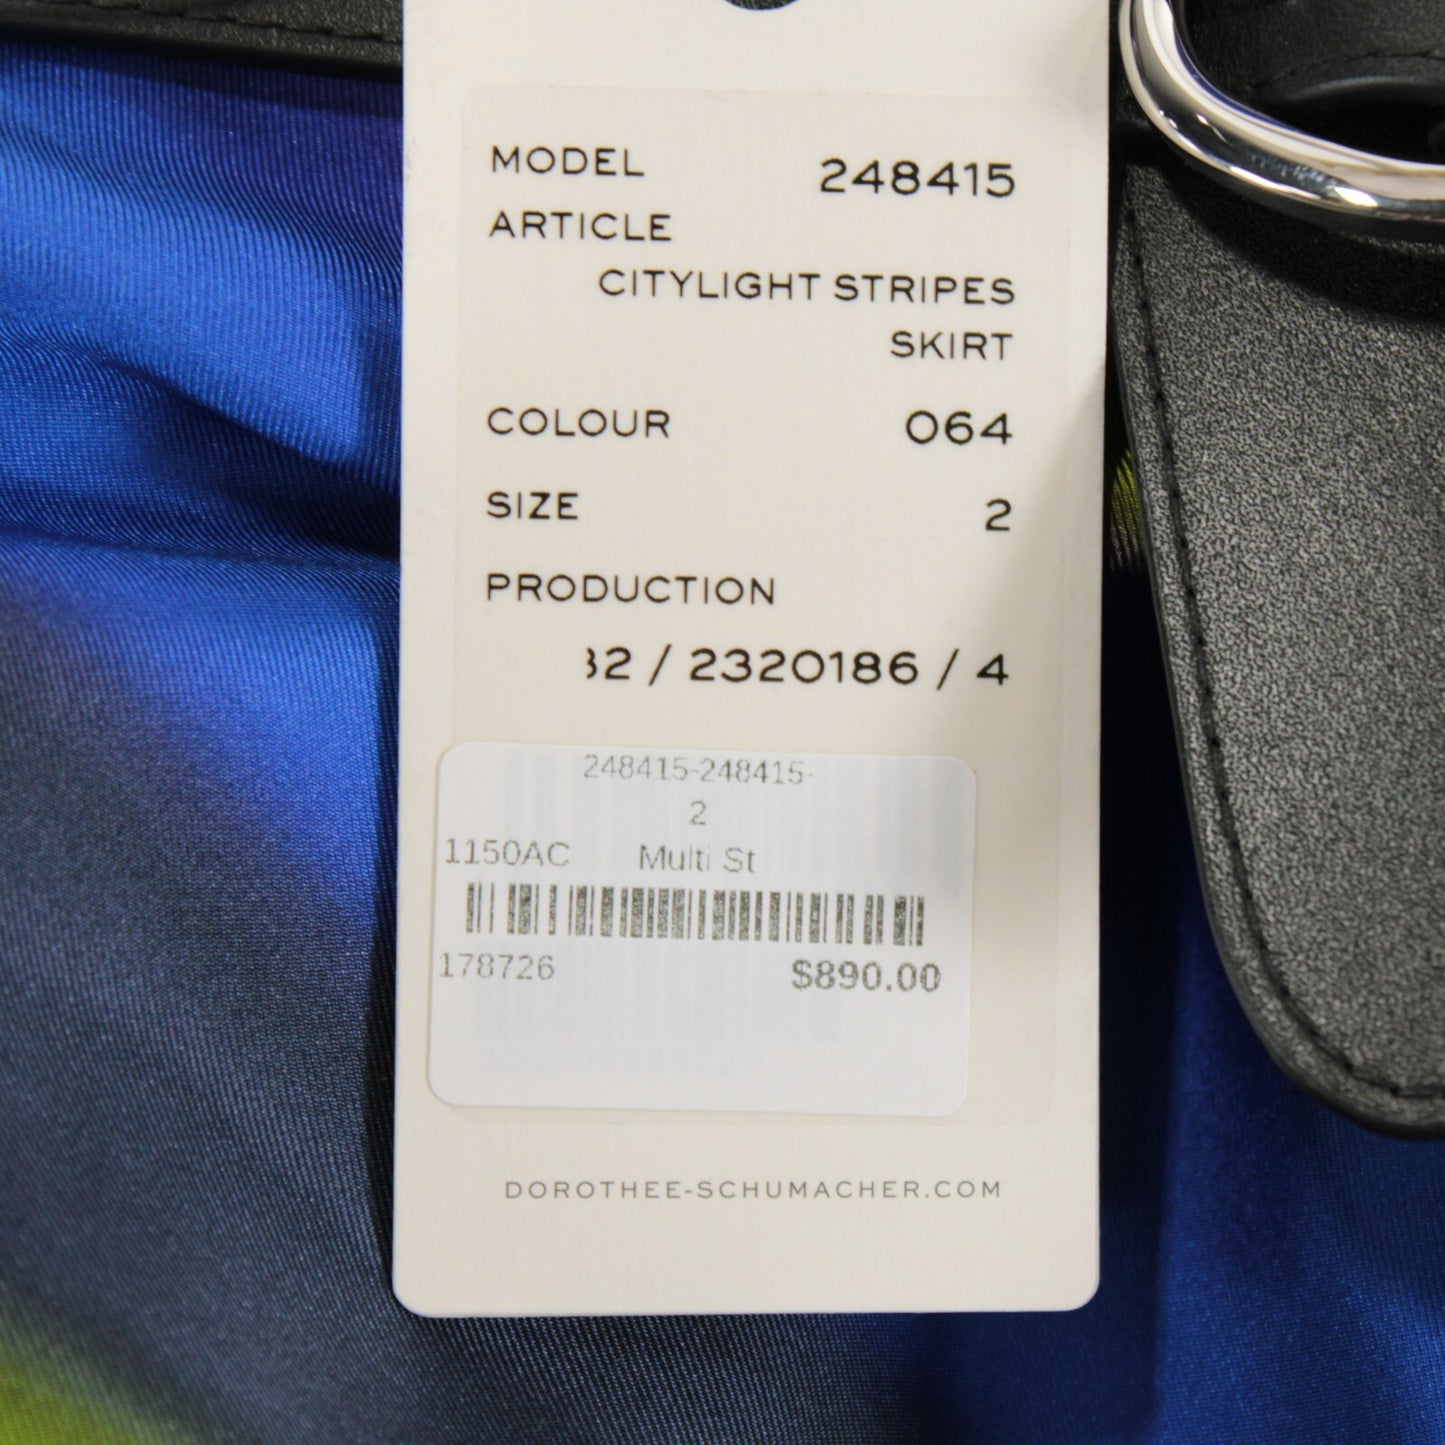 MODEL 248415
ARTICLE
CITYLIGHT STRIPES
SKIRT
COLOUR 064
SIZE 2
PRODUCTION
32 / 2320186 / 4
248415-248415-
2
1150AC Multi St
178726 $890.00
DOROTHEE-SCHUMACHER.COM